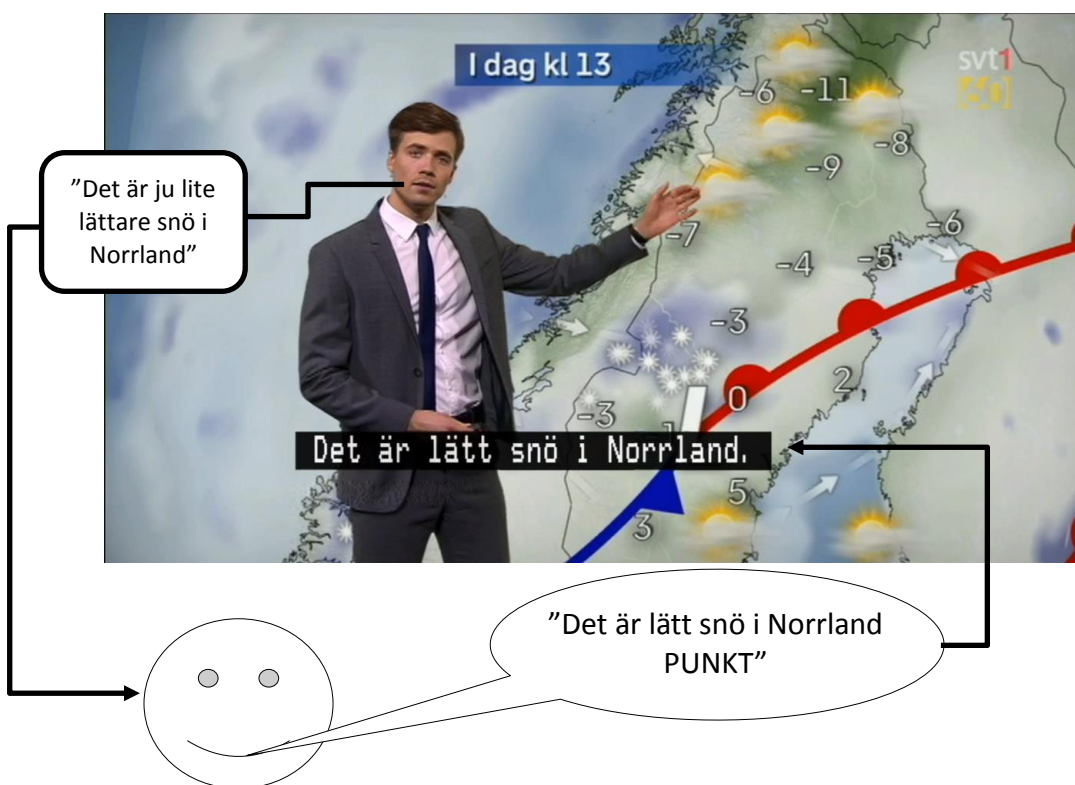 I dag kl 13
svt1
-6 -11
-8
-9
-7
-6
-4 -5
-3
2
0
-3
”Det är ju lite
lättare snö i
Norrland”
Det är lätt snö i Norrland.
5
3
”Det är lätt snö i Norrland
PUNKT”